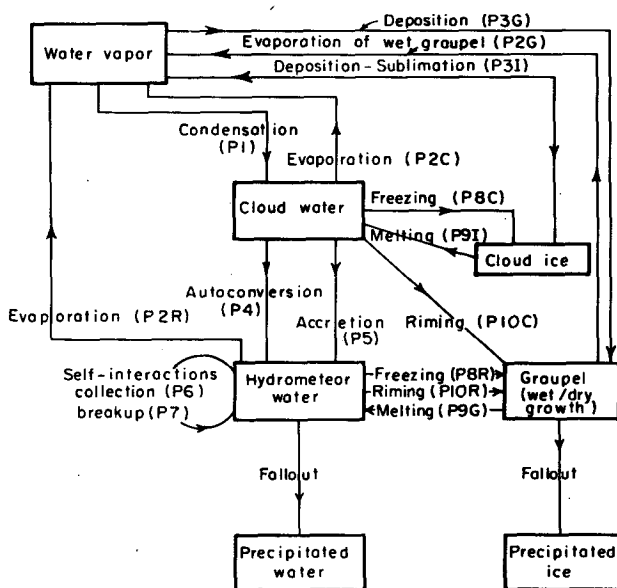 Deposition (P3G)
Evaporation of wet graupel (P2G)
Water vapor
Deposition-Sublimation (P3I)
Condensation
(P1)
Evaporation (P2C)
Freezing (P8C)
Cloud water
Melting (P9I)
Cloud ice
Autoconversion
(P4)
Evaporation (P2R)
Accretion
(P5)
Riming (P10C)
Self-interactions
collection (P6)
breakup (P7)
Hydrometeor
water
Freezing (P8R)
Riming (P10R)
Melting (P9G)
Graupel
(wet/dry
growth)
Fallout
Fallout
Precipitated
water
Precipitated
ice